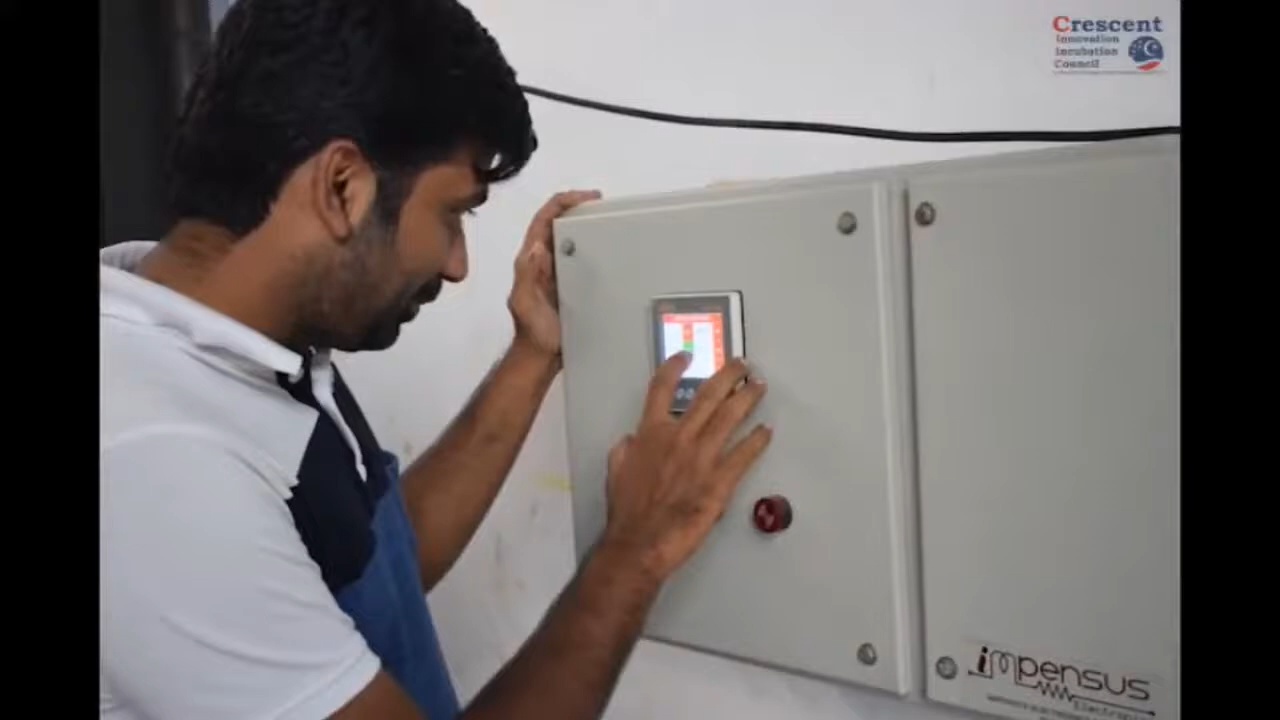 Crescent
Innovation
Incubation
Council
impensus